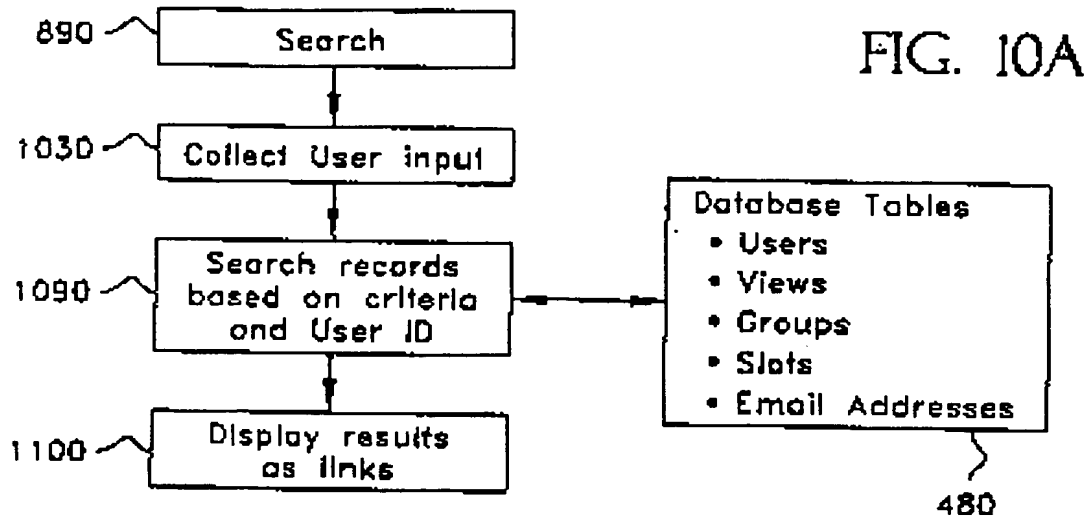 FIG. 10A
890
Search
1030
Collect User input
1090
Search records
based on criteria
and User ID
Database Tables
• Users
• Views
• Groups
• Slots
• Email Addresses
480
1100
Display results
as links